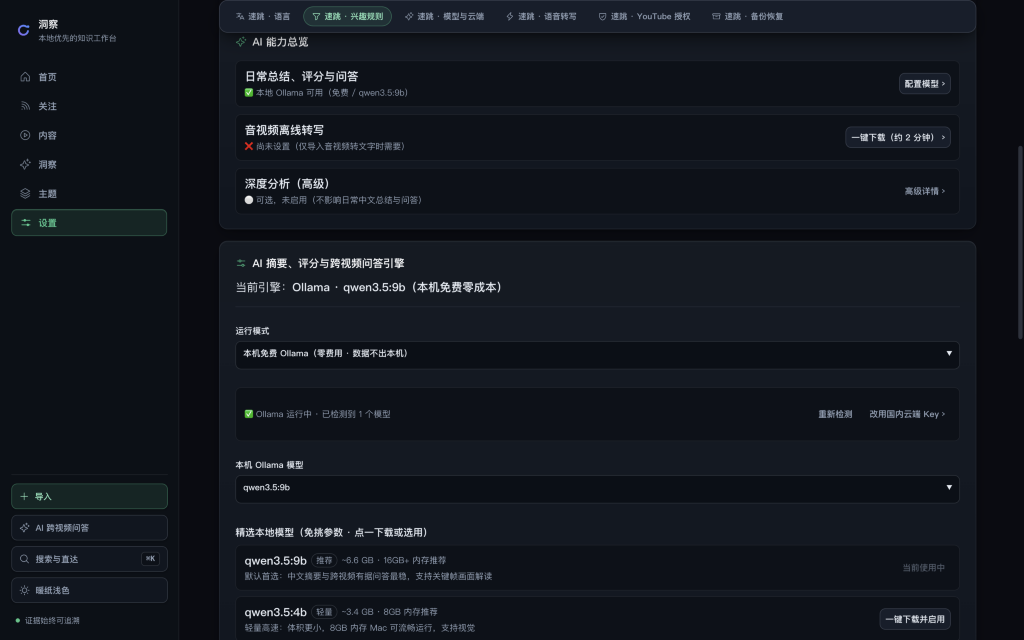 洞察
本地优先的知识工作台
首页
关注
内容
洞察
主题
设置
导入
AI 跨视频问答
搜索与直达 ⌘K
暖纸浅色
证据始终可追溯
速跳 · 语言 速跳 · 兴趣规则 速跳 · 模型与云端 速跳 · 语音转写 速跳 · YouTube 授权 速跳 · 备份恢复
AI 能力总览
日常总结、评分与问答
✅ 本地 Ollama 可用（免费 / qwen3.5:9b）
配置模型 ›
音视频离线转写
❌ 尚未设置（仅导入音视频转文字时需要）
一键下载（约 2 分钟） ›
深度分析（高级）
⚪ 可选，未启用（不影响日常中文总结与问答）
高级详情 ›
AI 摘要、评分与跨视频问答引擎
当前引擎：Ollama · qwen3.5:9b（本机免费零成本）
运行模式
本机免费 Ollama（零费用 · 数据不出本机） ▼
✅ Ollama 运行中 · 已检测到 1 个模型
重新检测 改用国内云端 Key ›
本机 Ollama 模型
qwen3.5:9b ▼
精选本地模型（免挑参数 · 点一下载或选用）
qwen3.5:9b 推荐 ~6.6 GB · 16GB+ 内存推荐
默认首选：中文摘要与跨视频有据问答最稳，支持关键帧画面解读
当前使用中
qwen3.5:4b 轻量 ~3.4 GB · 8GB 内存推荐
轻量高速：体积更小，8GB 内存 Mac 可流畅运行，支持视觉
一键下载并启用